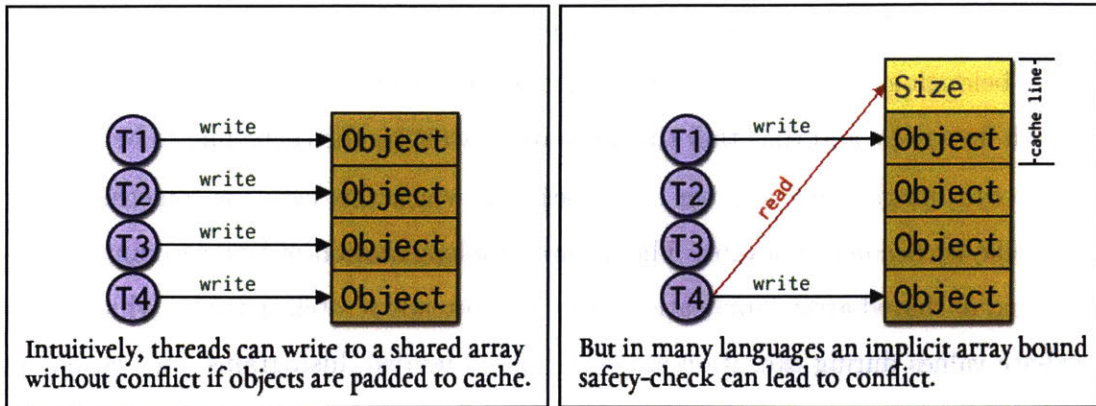 write
T1
Object
write
T2
Object
write
T3
Object
write
T4
Object
Intuitively, threads can write to a shared array
without conflict if objects are padded to cache.
Size
write
T1
Object
T2
Object
T3
Object
read
write
T4
Object
cache line
But in many languages an implicit array bound
safety-check can lead to conflict.